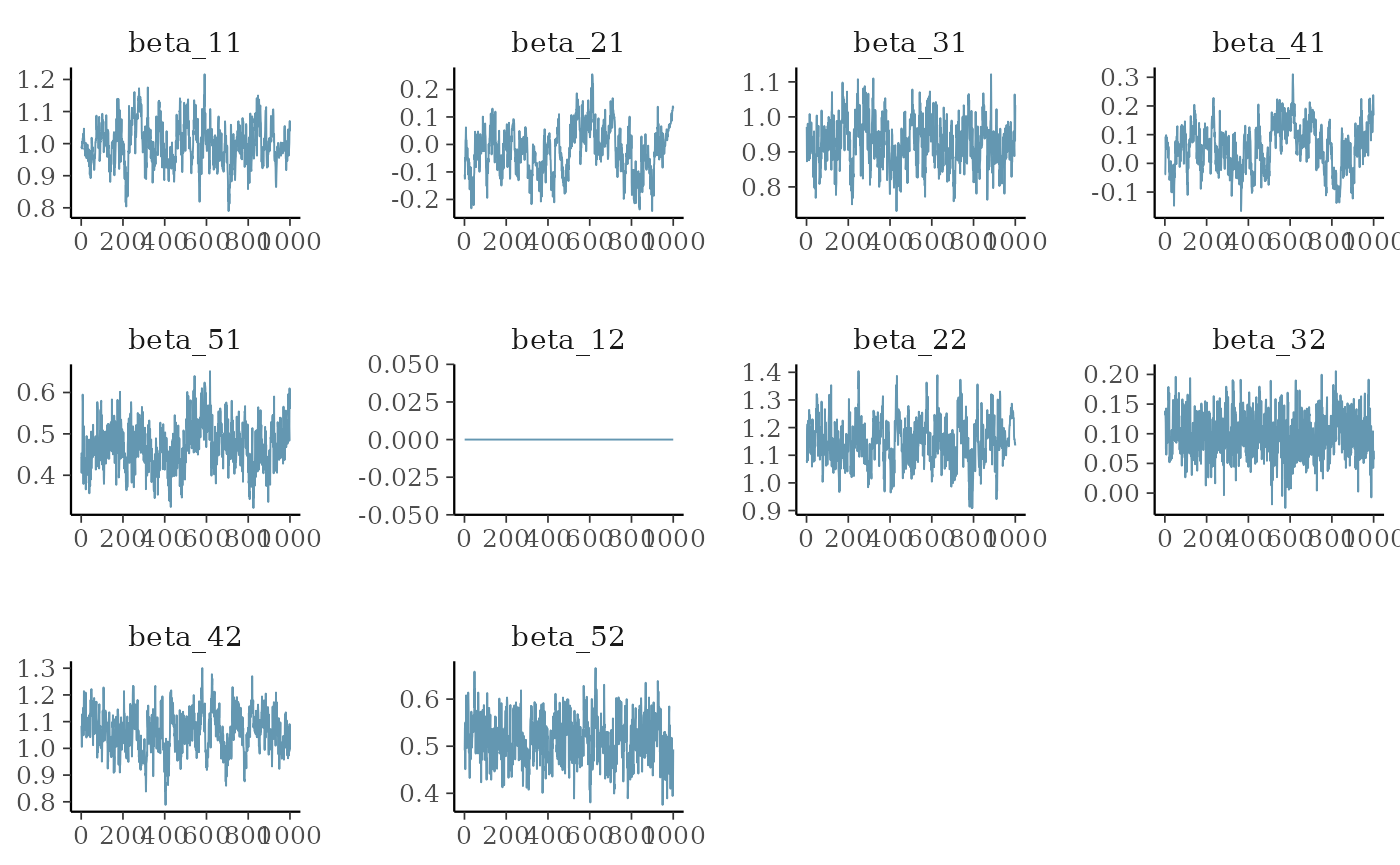 beta_11 beta_21 beta_31 beta_41
1.2 1.1 1.0 0.9 0.8
0.2 0.1 0.0 -0.1 -0.2
1.1 1.0 0.9 0.8
0.3 0.2 0.1 0.0 -0.1
0 200 400 600 800 1000 0 200 400 600 800 1000 0 200 400 600 800 1000 0 200 400 600 800 1000
beta_51 beta_12 beta_22 beta_32
0.6 0.5 0.4
0.050 0.025 0.000 -0.025 -0.050
1.4 1.3 1.2 1.1 1.0 0.9
0.20 0.15 0.10 0.05 0.00
0 200 400 600 800 1000 0 200 400 600 800 1000 0 200 400 600 800 1000 0 200 400 600 800 1000
beta_42 beta_52
1.3 1.2 1.1 1.0 0.9 0.8
0.6 0.5 0.4
0 200 400 600 800 1000 0 200 400 600 800 1000